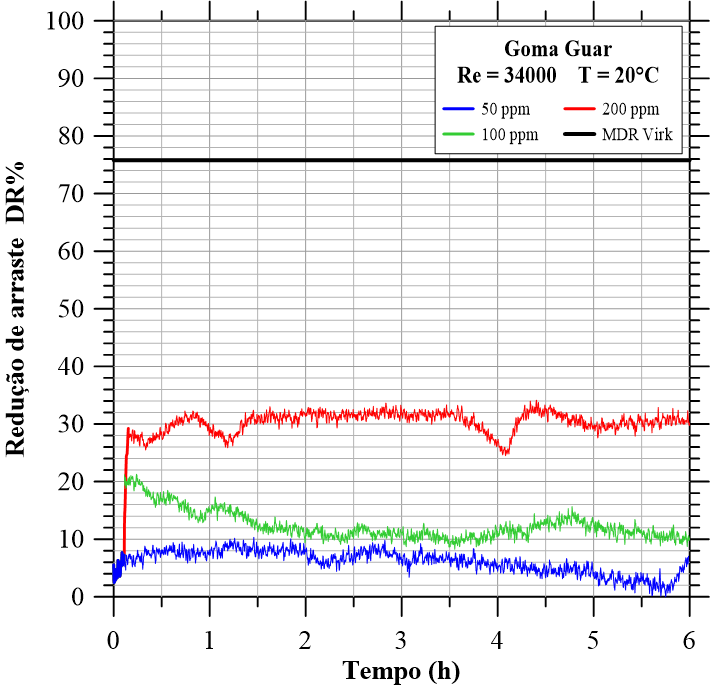 Goma Guar
Re = 34000 T = 20°C
50 ppm 200 ppm
100 ppm MDR Virk
Redução de arraste DR%
100
90
80
70
60
50
40
30
20
10
0
0 1 2 3 4 5 6
Tempo (h)